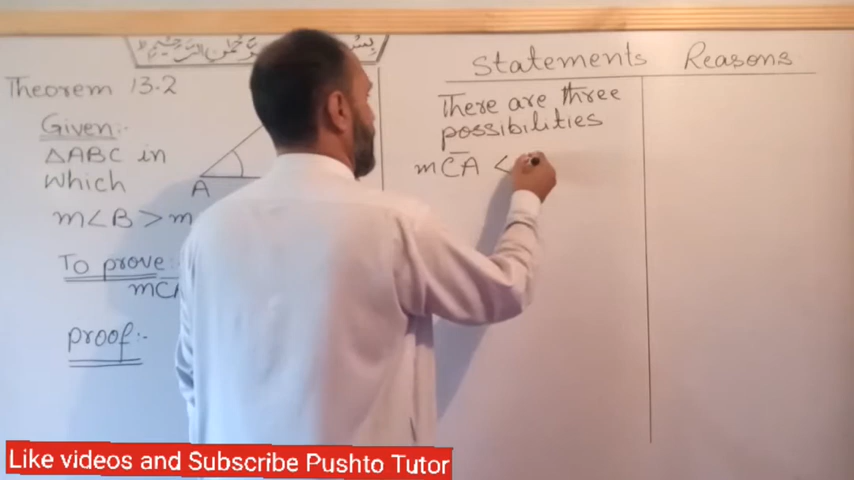 Theorem 13.2
Given:-
△ABC in
which
m∠B > m
To prove:
mCA
proof:-
A
Statements Reasons
There are three
possibilities
mC̅A̅ <
Like videos and Subscribe Pushto Tutor